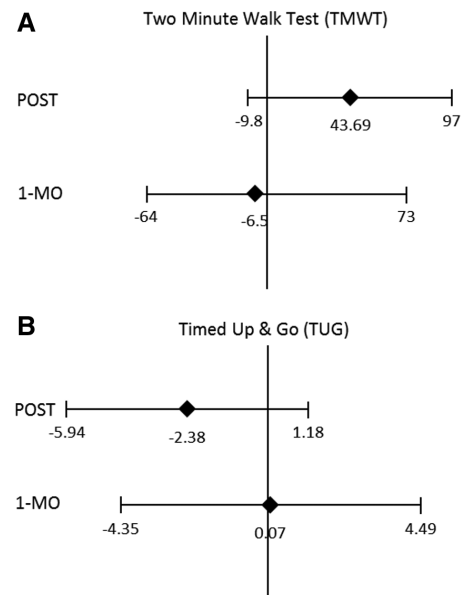 A
Two Minute Walk Test (TMWT)
POST
-9.8
43.69
97
1-MO
-64
-6.5
73
B
Timed Up & Go (TUG)
POST
-5.94
-2.38
1.18
1-MO
-4.35
0.07
4.49